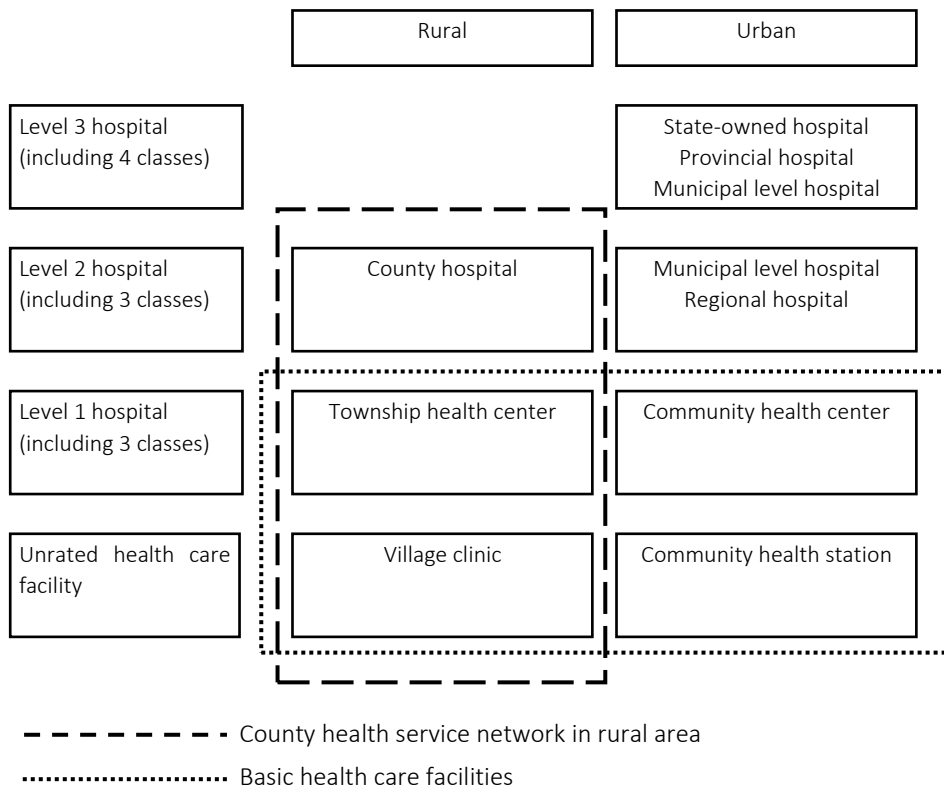 Rural
Urban
Level 3 hospital
(including 4 classes)
State-owned hospital
Provincial hospital
Municipal level hospital
Level 2 hospital
(including 3 classes)
County hospital
Municipal level hospital
Regional hospital
Level 1 hospital
(including 3 classes)
Township health center
Community health center
Unrated health care
facility
Village clinic
Community health station
County health service network in rural area
Basic health care facilities